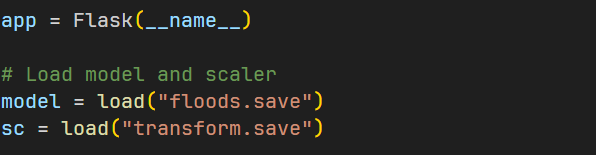 app = Flask(__name__)
# Load model and scaler
model = load("floods.save")
sc = load("transform.save")